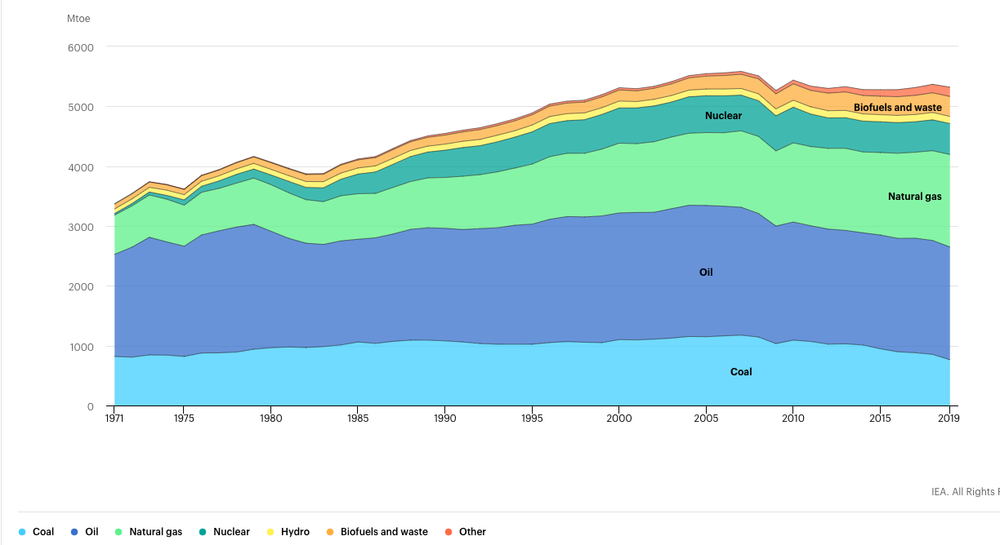 Mtoe
6000
5000
4000
3000
2000
1000
0
Biofuels and waste
Nuclear
Natural gas
Oil
Coal
1971 1975 1980 1985 1990 1995 2000 2005 2010 2015 2019
IEA. All Rights
Coal Oil Natural gas Nuclear Hydro Biofuels and waste Other